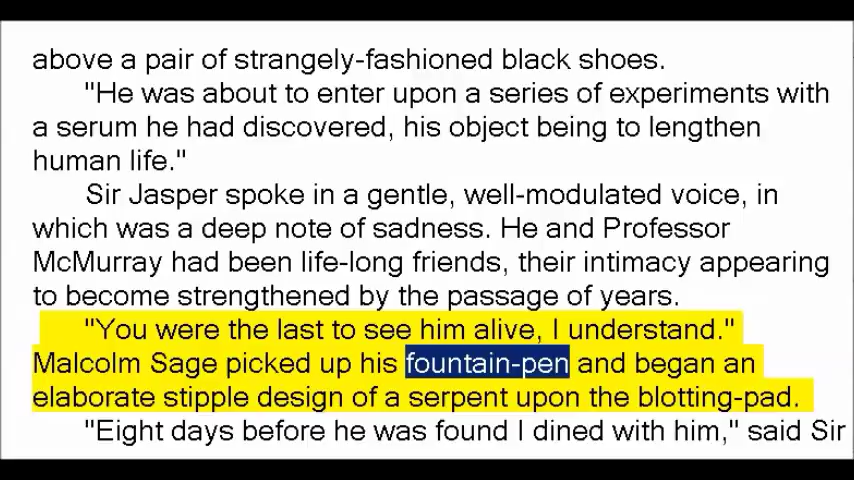 above a pair of strangely-fashioned black shoes.
"He was about to enter upon a series of experiments with
a serum he had discovered, his object being to lengthen
human life."
Sir Jasper spoke in a gentle, well-modulated voice, in
which was a deep note of sadness. He and Professor
McMurray had been life-long friends, their intimacy appearing
to become strengthened by the passage of years.
"You were the last to see him alive, I understand."
Malcolm Sage picked up his fountain-pen and began an
elaborate stipple design of a serpent upon the blotting-pad.
"Eight days before he was found I dined with him," said Sir